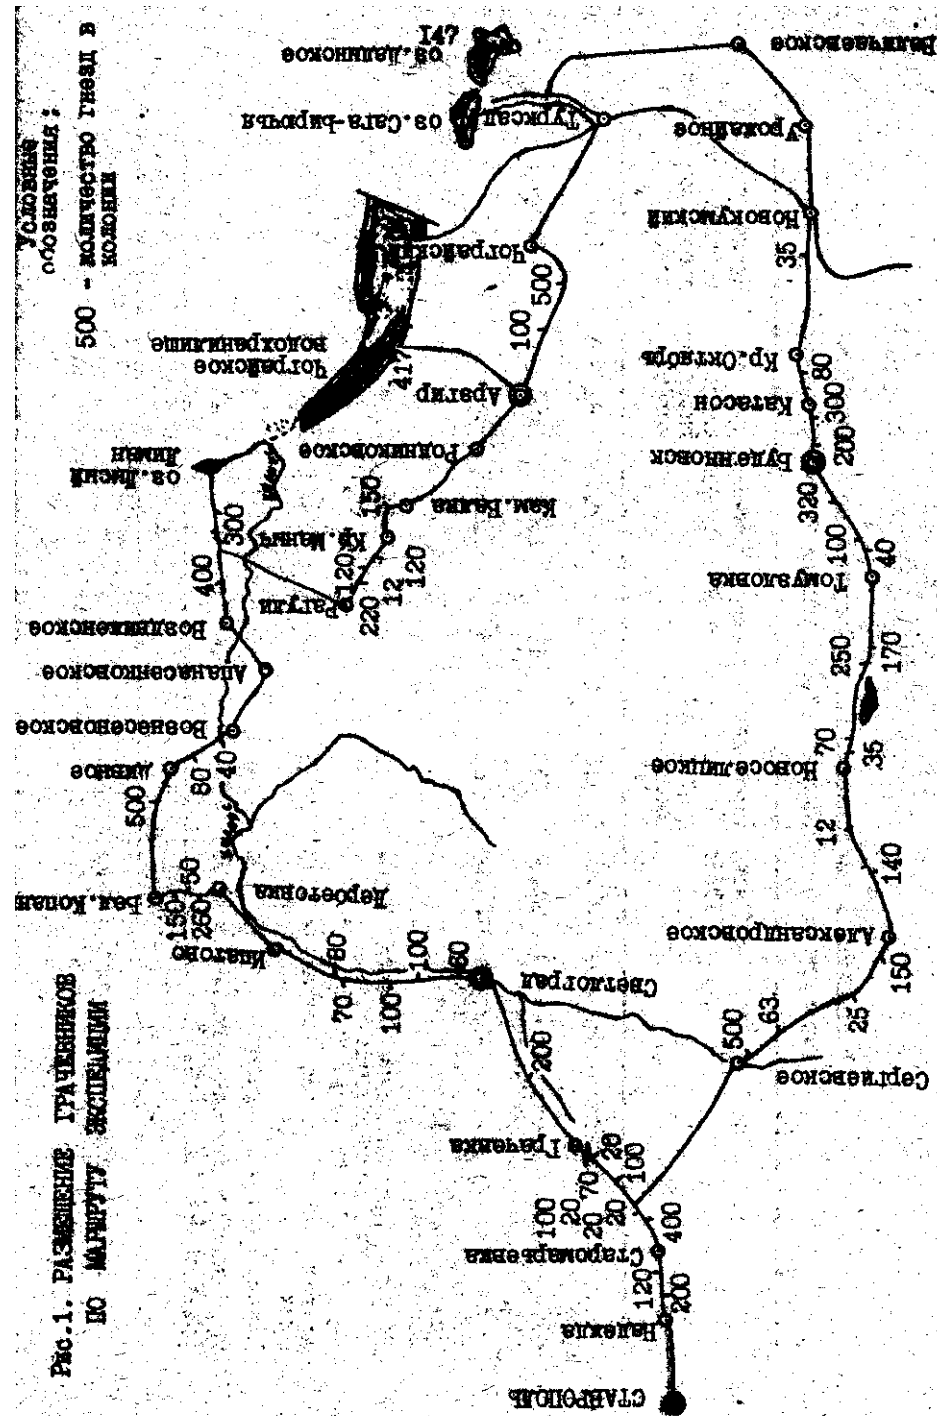 Рис.1. РАЗМЕЩЕНИЕ ГРАЧЕВНИКОВ
ПО МАРШРУТУ ЭКСПЕДИЦИИ
Условные
обозначения:
500 - количество гнезд в
колонии
СТАВРОПОЛЬ
Надежда
200
120
Старомарьевка
400
100
20
20
20
70
100
20
Грачевка
200
Светлоград
60
100
100
80
70
Ипатово
Дербетовка
260
150
50
Бел.Копани
500
Дивное
80
40
Вознесеновское
Апанасенковское
Воздвиженское
400
300
оз.Лысый
Лиман
Рагули
220
120
12
120
Кр.Маныч
150
Кам.Балка
Родниковское
Арзгир
417
Чограйское
водохранилище
100
500
Чограйский
Турксад
оз.Сага-Бирючья
оз.Дадинское
147
Величаевское
Урожайное
Новокумский
35
Кр.Октябрь
80
Катасон
300
200
Буденновск
320
100
40
Томузловка
250
170
70
35
Новоселицкое
12
140
Александровское
150
25
63
500
Сергиевское